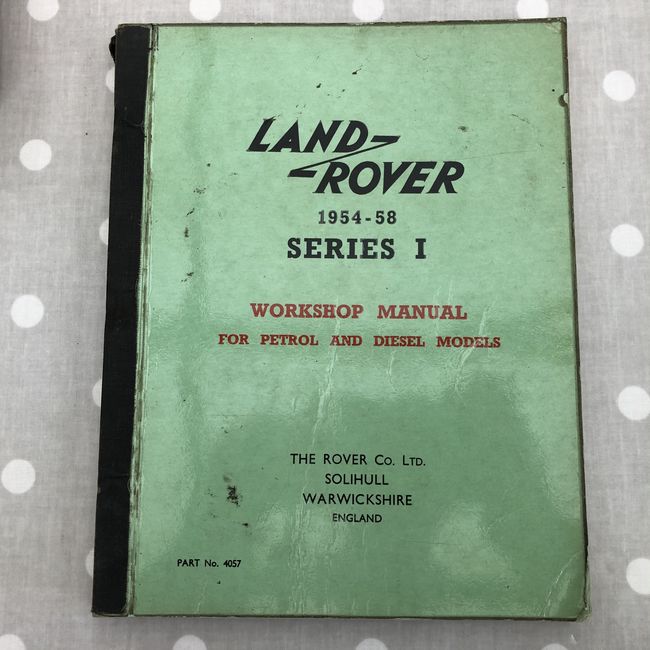 LAND-
-ROVER
1954-58
SERIES I
WORKSHOP MANUAL
FOR PETROL AND DIESEL MODELS
THE ROVER Co. LTD.
SOLIHULL
WARWICKSHIRE
ENGLAND
PART No. 4057